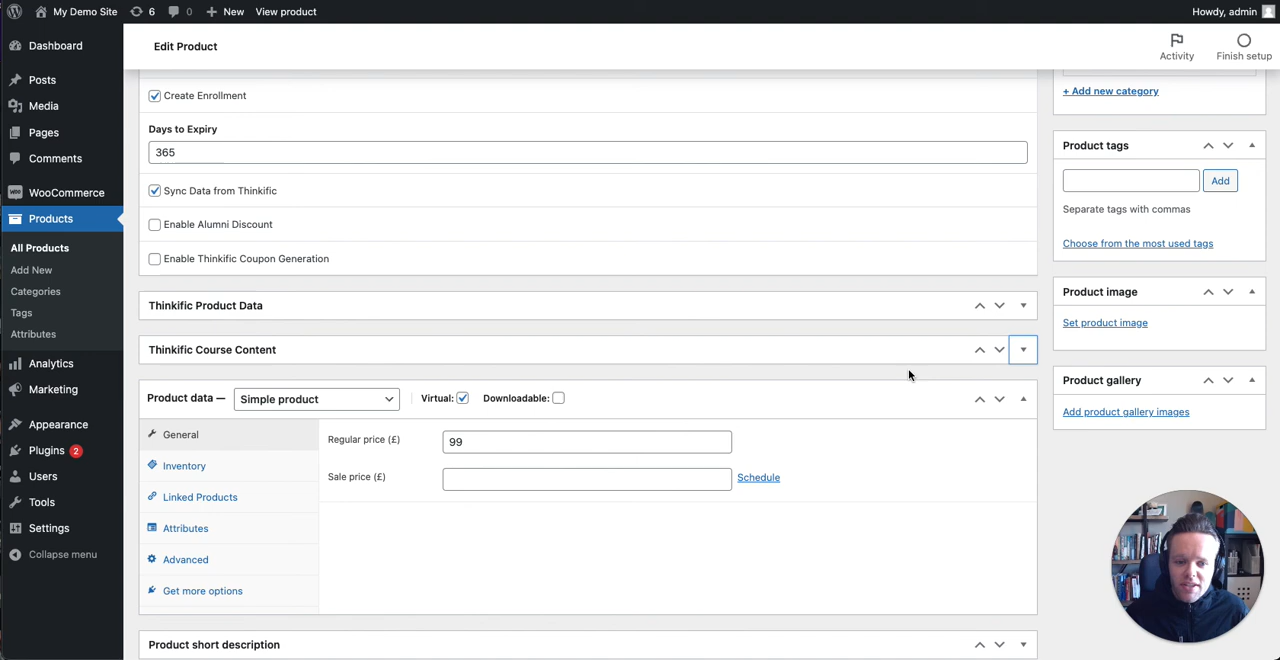 My Demo Site
6
0
New
View product
Howdy, admin
Dashboard
Posts
Media
Pages
Comments
WooCommerce
Products
All Products
Add New
Categories
Tags
Attributes
Analytics
Marketing
Appearance
Plugins 2
Users
Tools
Settings
Collapse menu
Edit Product
Activity
Finish setup
Create Enrollment
Days to Expiry
365
Sync Data from Thinkific
Enable Alumni Discount
Enable Thinkific Coupon Generation
Thinkific Product Data
Thinkific Course Content
Product data — Simple product Virtual: Downloadable:
General
Inventory
Linked Products
Attributes
Advanced
Get more options
Regular price (£) 99
Sale price (£) Schedule
Product short description
+ Add new category
Product tags
Add
Separate tags with commas
Choose from the most used tags
Product image
Set product image
Product gallery
Add product gallery images